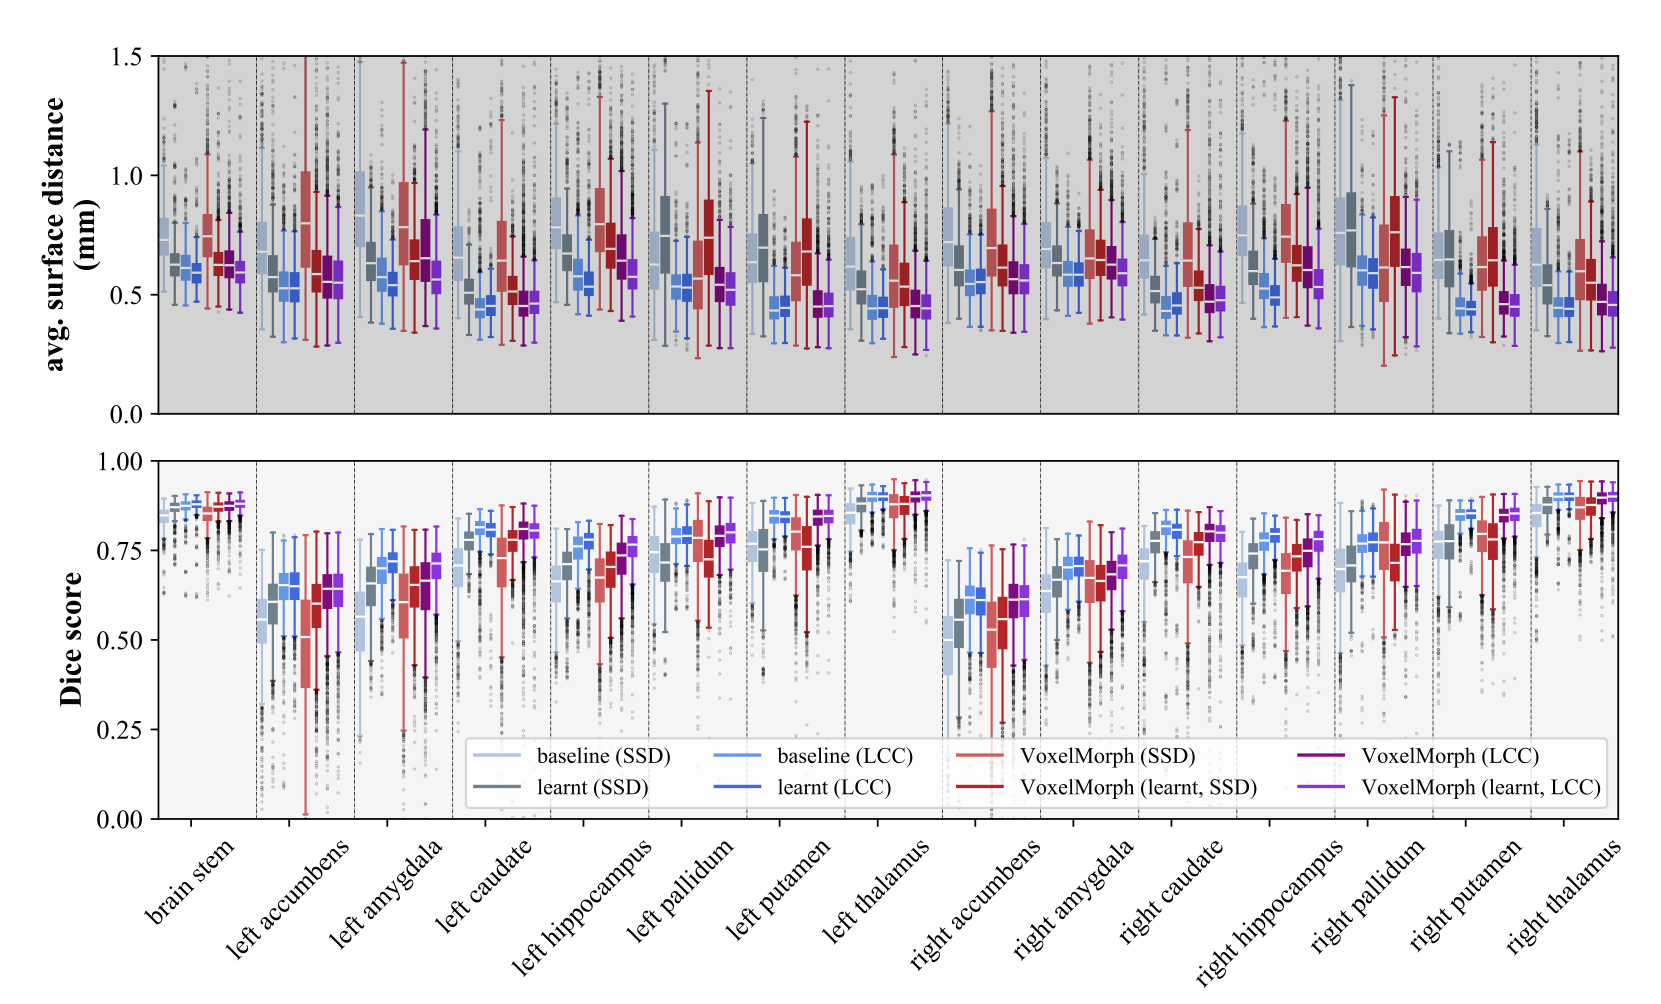 avg. surface distance
(mm)
1.5
1.0
0.5
0.0
Dice score
1.00
0.75
0.50
0.25
0.00
baseline (SSD)
baseline (LCC)
VoxelMorph (SSD)
VoxelMorph (LCC)
learnt (SSD)
learnt (LCC)
VoxelMorph (learnt, SSD)
VoxelMorph (learnt, LCC)
brain stem
left accumbens
left amygdala
left caudate
left hippocampus
left pallidum
left putamen
left thalamus
right accumbens
right amygdala
right caudate
right hippocampus
right pallidum
right putamen
right thalamus